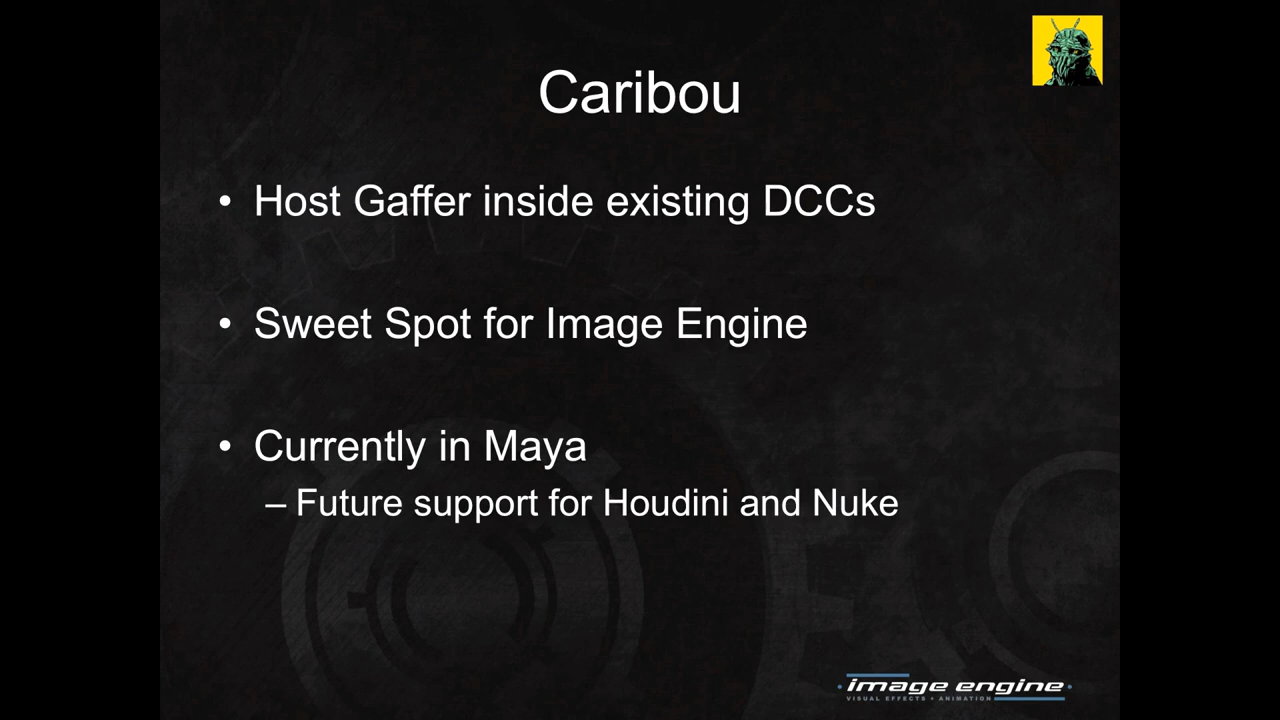 Caribou
• Host Gaffer inside existing DCCs
• Sweet Spot for Image Engine
• Currently in Maya
– Future support for Houdini and Nuke
image engine
VISUAL EFFECTS • ANIMATION